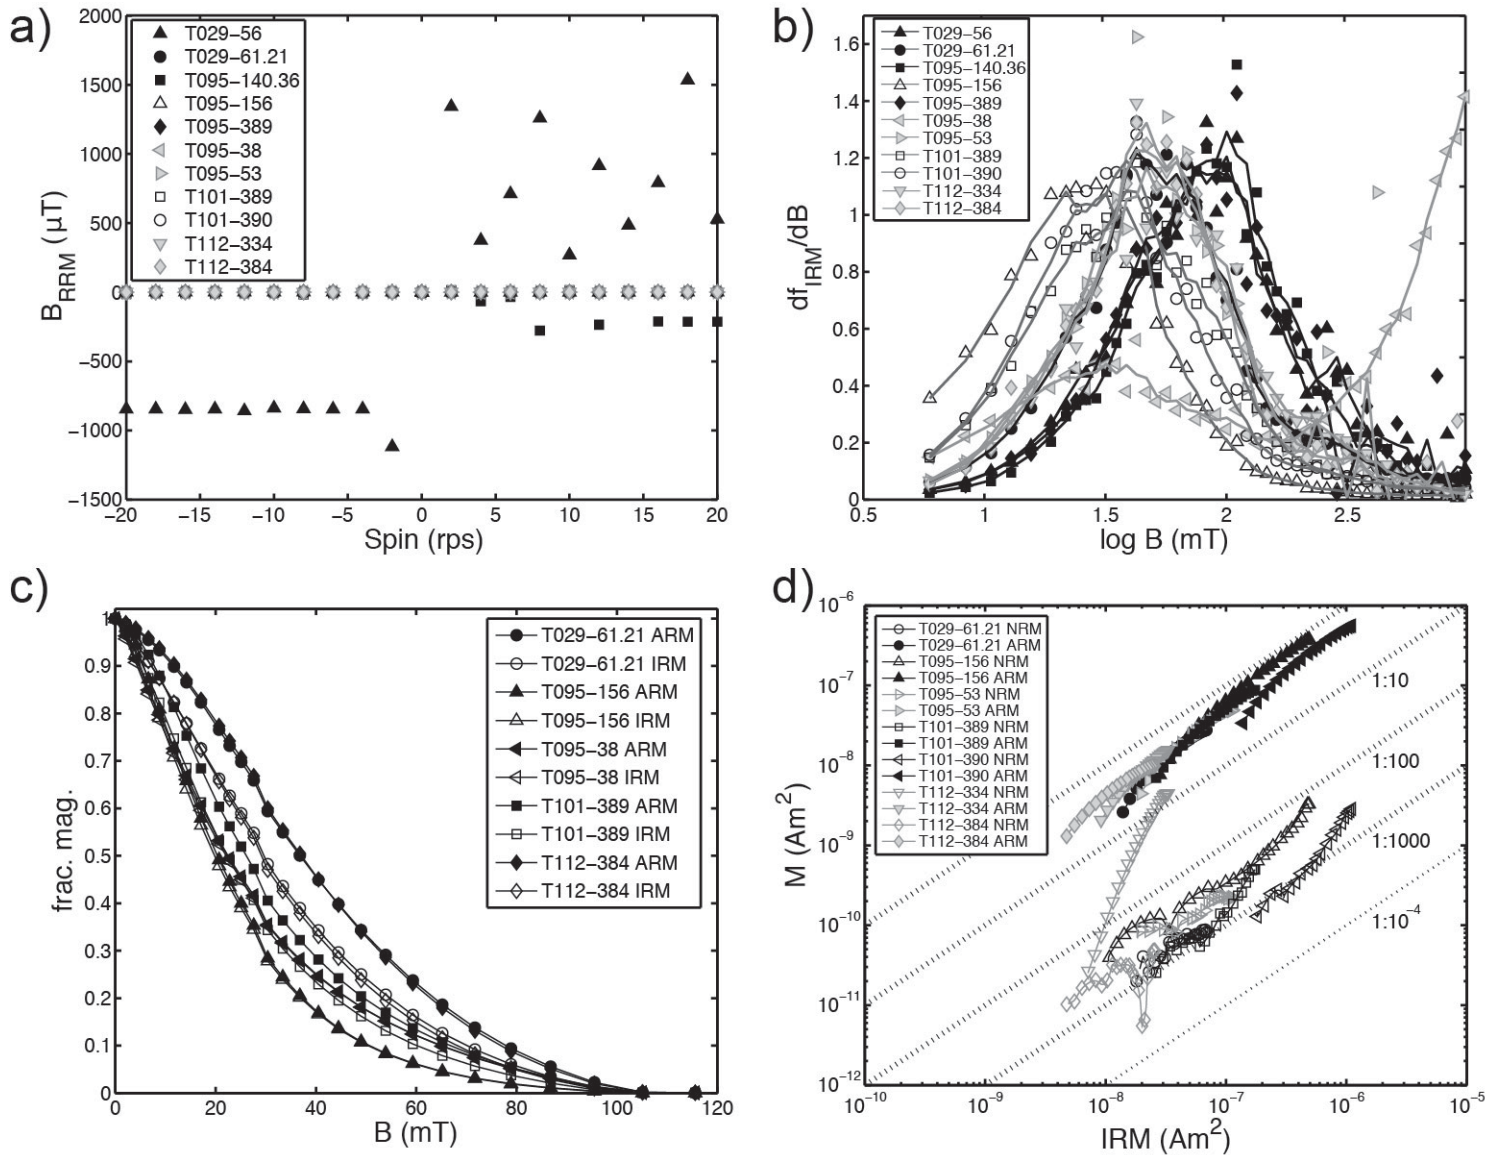 a)
2000
1500
1000
500
0
−500
−1000
−1500
−20
−15
−10
−5
0
5
10
15
20
BRRM (μT)
Spin (rps)
T029−56
T029−61.21
T095−140.36
T095−156
T095−389
T095−38
T095−53
T101−389
T101−390
T112−334
T112−384
b)
1.6
1.4
1.2
1
0.8
0.6
0.4
0.2
0
0.5
1
1.5
2
2.5
dfIRM/dB
log B (mT)
T029−56
T029−61.21
T095−140.36
T095−156
T095−389
T095−38
T095−53
T101−389
T101−390
T112−334
T112−384
c)
1
0.9
0.8
0.7
0.6
0.5
0.4
0.3
0.2
0.1
0
0
20
40
60
80
100
120
frac. mag.
B (mT)
T029−61.21 ARM
T029−61.21 IRM
T095−156 ARM
T095−156 IRM
T095−38 ARM
T095−38 IRM
T101−389 ARM
T101−389 IRM
T112−384 ARM
T112−384 IRM
d)
10−6
10−7
10−8
10−9
10−10
10−11
10−12
10−10
10−9
10−8
10−7
10−6
10−5
M (Am2)
IRM (Am2)
T029−61.21 NRM
T029−61.21 ARM
T095−156 NRM
T095−156 ARM
T095−53 NRM
T095−53 ARM
T101−389 NRM
T101−389 ARM
T101−390 NRM
T101−390 ARM
T112−334 NRM
T112−334 ARM
T112−384 NRM
T112−384 ARM
1:10
1:100
1:1000
1:10−4